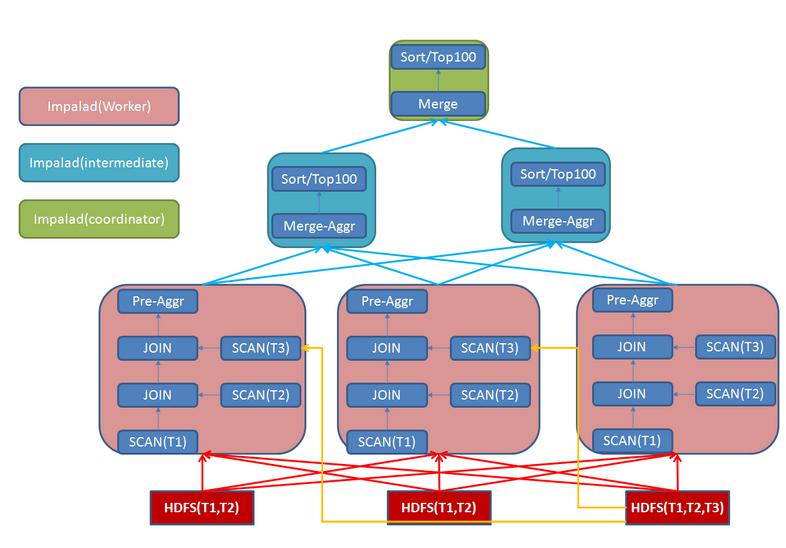 Sort/Top100
Merge
Impalad(Worker)
Impalad(intermediate)
Impalad(coordinator)
Sort/Top100
Merge-Aggr
Sort/Top100
Merge-Aggr
Pre-Aggr
JOIN
SCAN(T3)
JOIN
SCAN(T2)
SCAN(T1)
Pre-Aggr
JOIN
SCAN(T3)
JOIN
SCAN(T2)
SCAN(T1)
Pre-Aggr
JOIN
SCAN(T3)
JOIN
SCAN(T2)
SCAN(T1)
HDFS(T1,T2)
HDFS(T1,T2)
HDFS(T1,T2,T3)